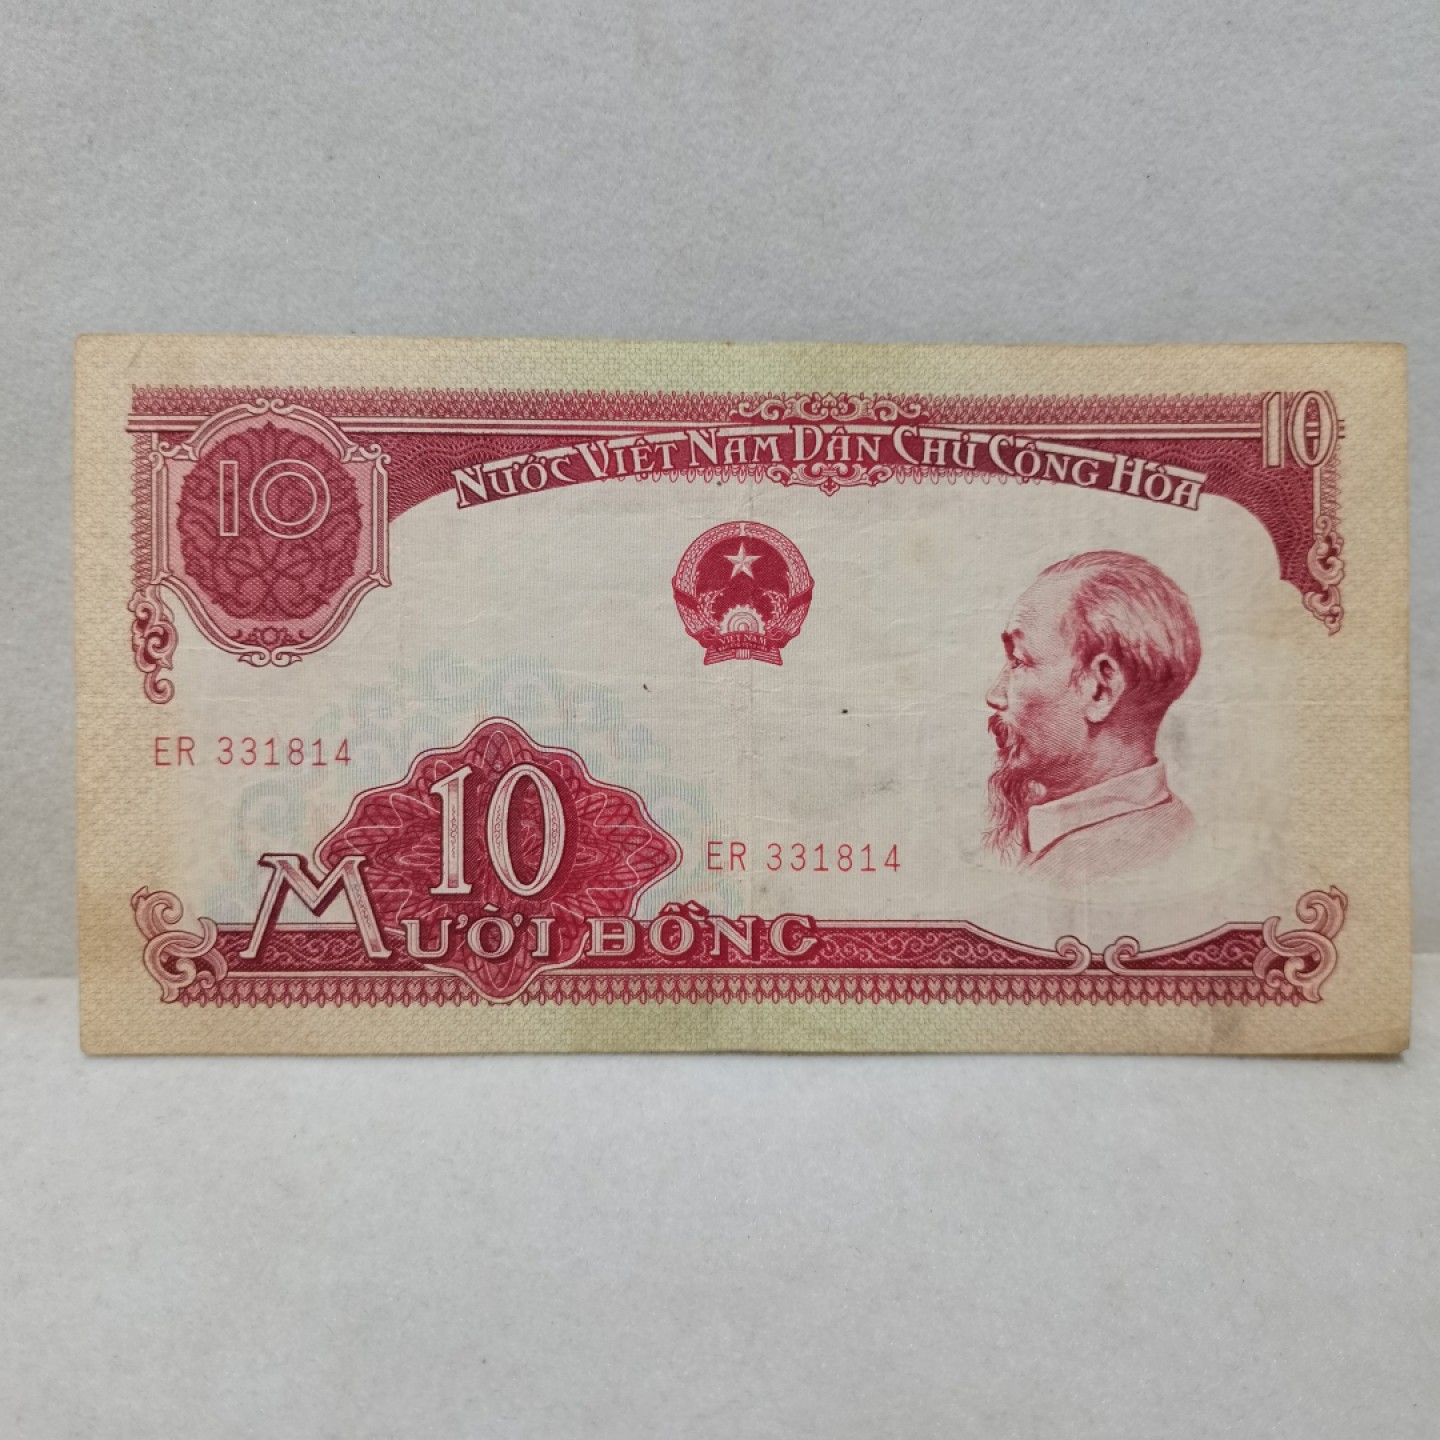 10
NƯỚC VIỆT NAM DÂN CHỦ CỘNG HÒA
10
VIỆT NAM
ER 331814
10
ER 331814
MƯỜI ĐỒNG